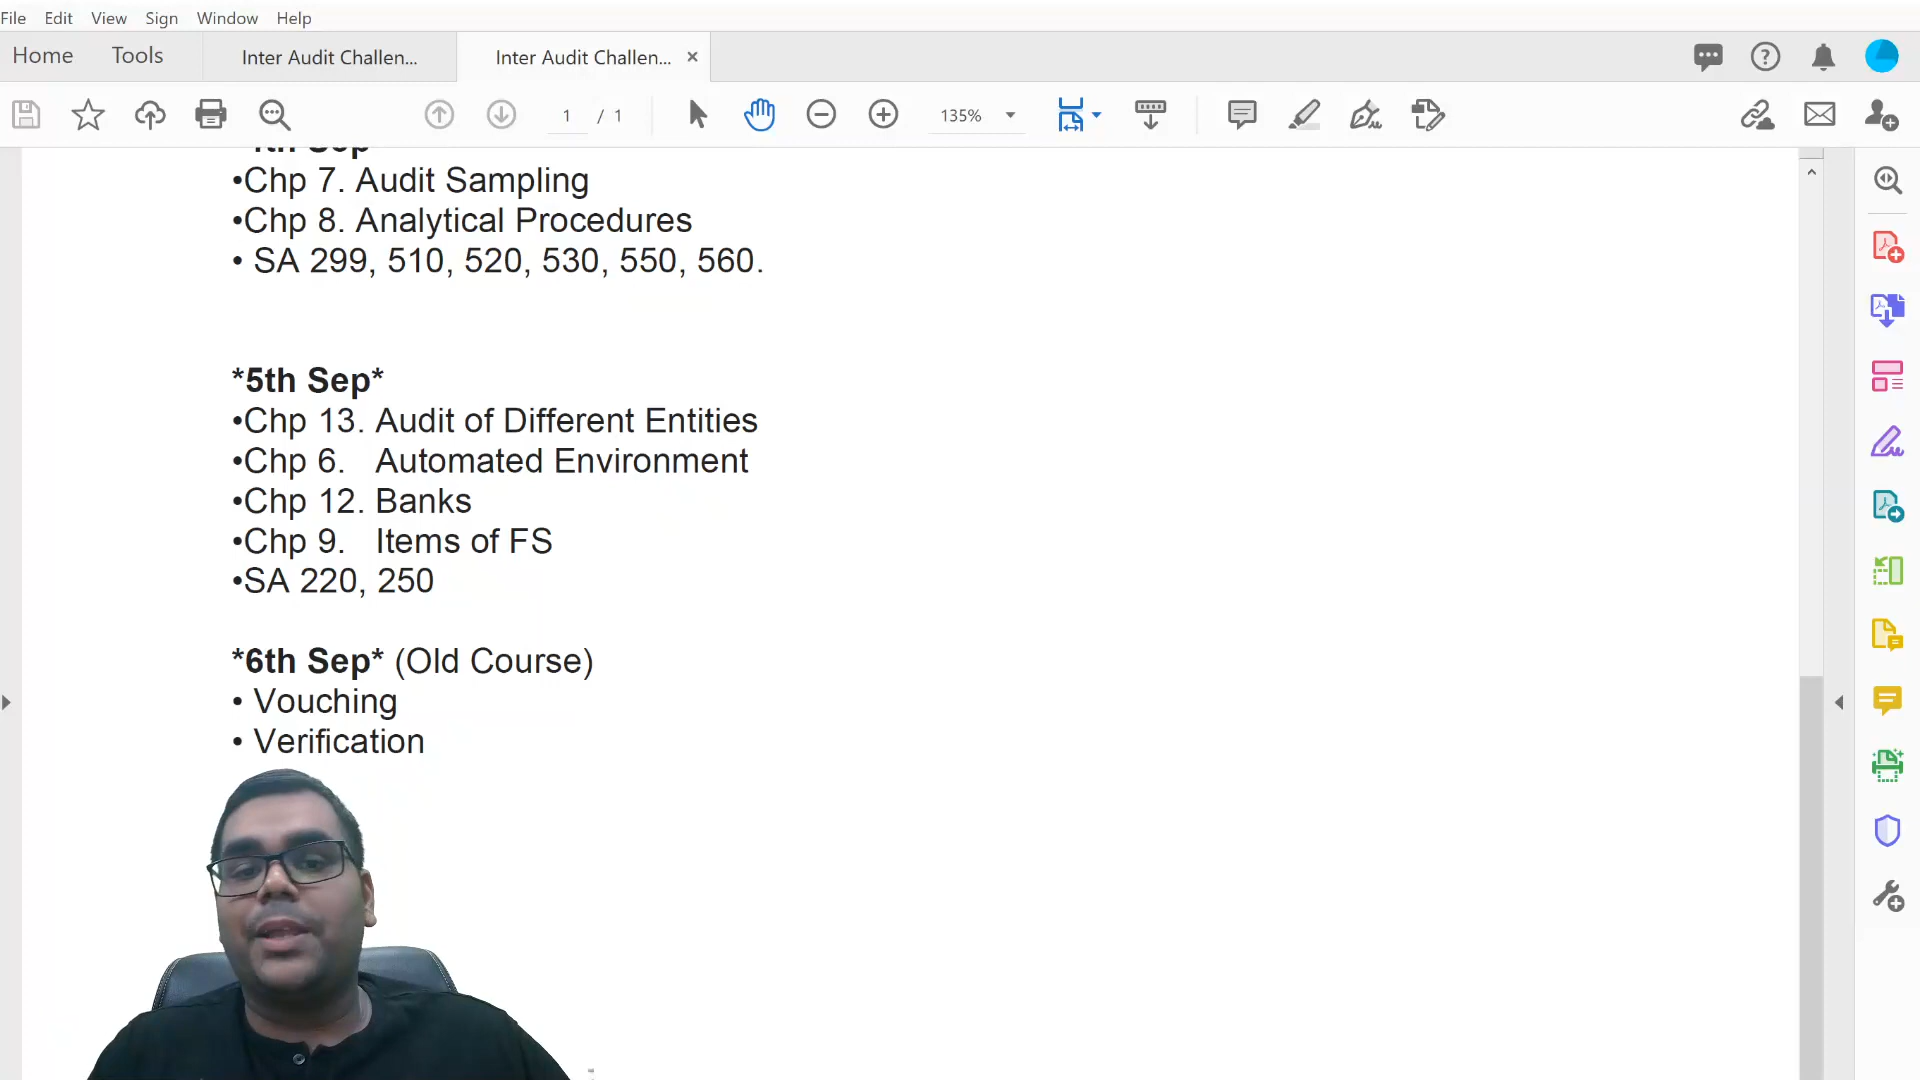 File Edit View Sign Window Help
Home Tools Inter Audit Challen... Inter Audit Challen...
1 / 1 135%
4th Sep
•Chp 7. Audit Sampling
•Chp 8. Analytical Procedures
• SA 299, 510, 520, 530, 550, 560.
*5th Sep*
•Chp 13. Audit of Different Entities
•Chp 6. Automated Environment
•Chp 12. Banks
•Chp 9. Items of FS
•SA 220, 250
*6th Sep* (Old Course)
• Vouching
• Verification